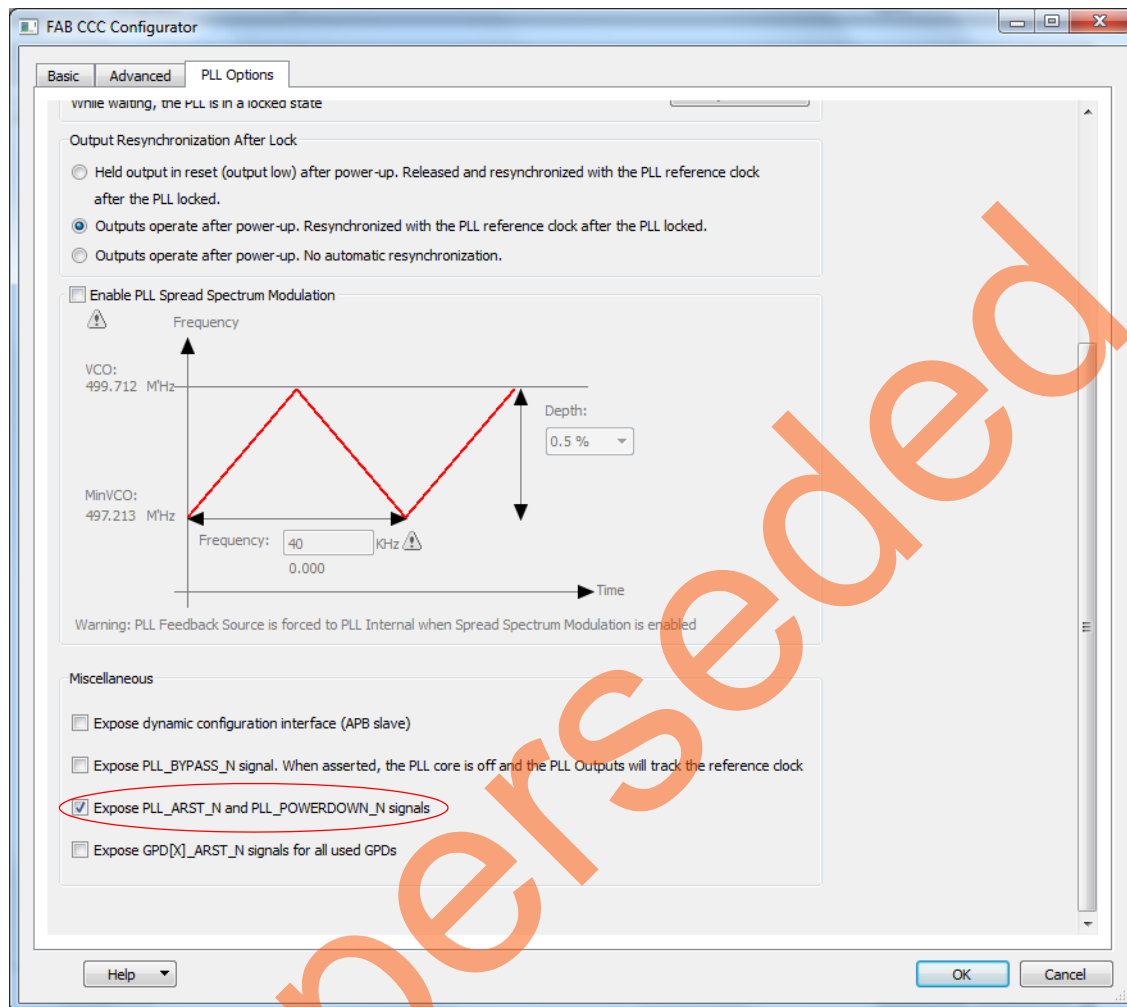 FAB CCC Configurator
Basic
Advanced
PLL Options
While waiting, the PLL is in a locked state
Output Resynchronization After Lock
Held output in reset (output low) after power-up. Released and resynchronized with the PLL reference clock
after the PLL locked.
Outputs operate after power-up. Resynchronized with the PLL reference clock after the PLL locked.
Outputs operate after power-up. No automatic resynchronization.
Enable PLL Spread Spectrum Modulation
Frequency
VCO:
499.712 M'Hz
Depth:
0.5 %
MinVCO:
497.213 M'Hz
Frequency: 40 KHz
0.000
Time
Warning: PLL Feedback Source is forced to PLL Internal when Spread Spectrum Modulation is enabled
Miscellaneous
Expose dynamic configuration interface (APB slave)
Expose PLL_BYPASS_N signal. When asserted, the PLL core is off and the PLL Outputs will track the reference clock
Expose PLL_ARST_N and PLL_POWERDOWN_N signals
Expose GPD[X]_ARST_N signals for all used GPDs
Help
OK
Cancel
perseded